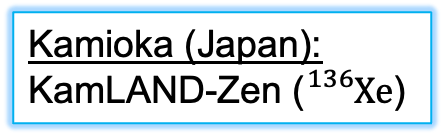 Kamioka (Japan):
KamLAND-Zen (¹³⁶Xe)